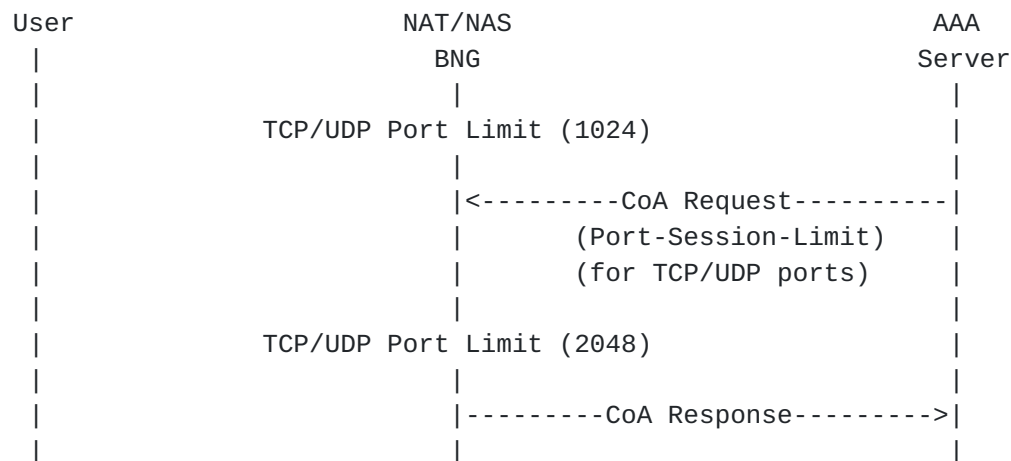 User                     NAT/NAS                           AAA
 |                         BNG                            Server
 |                          |                               |
 |            TCP/UDP Port Limit (1024)                     |
 |                          |                               |
 |                          |<---------CoA Request----------|
 |                          |       (Port-Session-Limit)    |
 |                          |       (for TCP/UDP ports)     |
 |                          |                               |
 |            TCP/UDP Port Limit (2048)                     |
 |                          |                               |
 |                          |---------CoA Response--------->|
 |                          |                               |